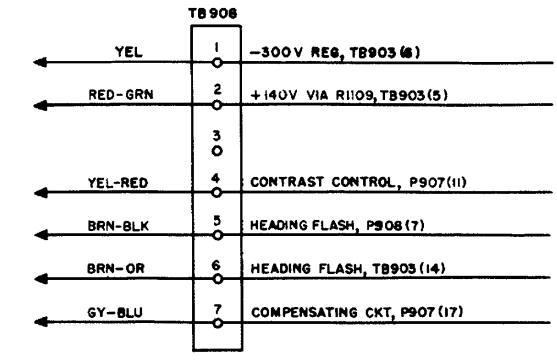 TB906
YEL 1 -300V REG, TB903(6)
RED-GRN 2 +140V VIA R1109, TB903(5)
3
YEL-RED 4 CONTRAST CONTROL, P907(11)
BRN-BLK 5 HEADING FLASH, P908(7)
BRN-OR 6 HEADING FLASH, TB903(14)
GY-BLU 7 COMPENSATING CKT, P907(17)